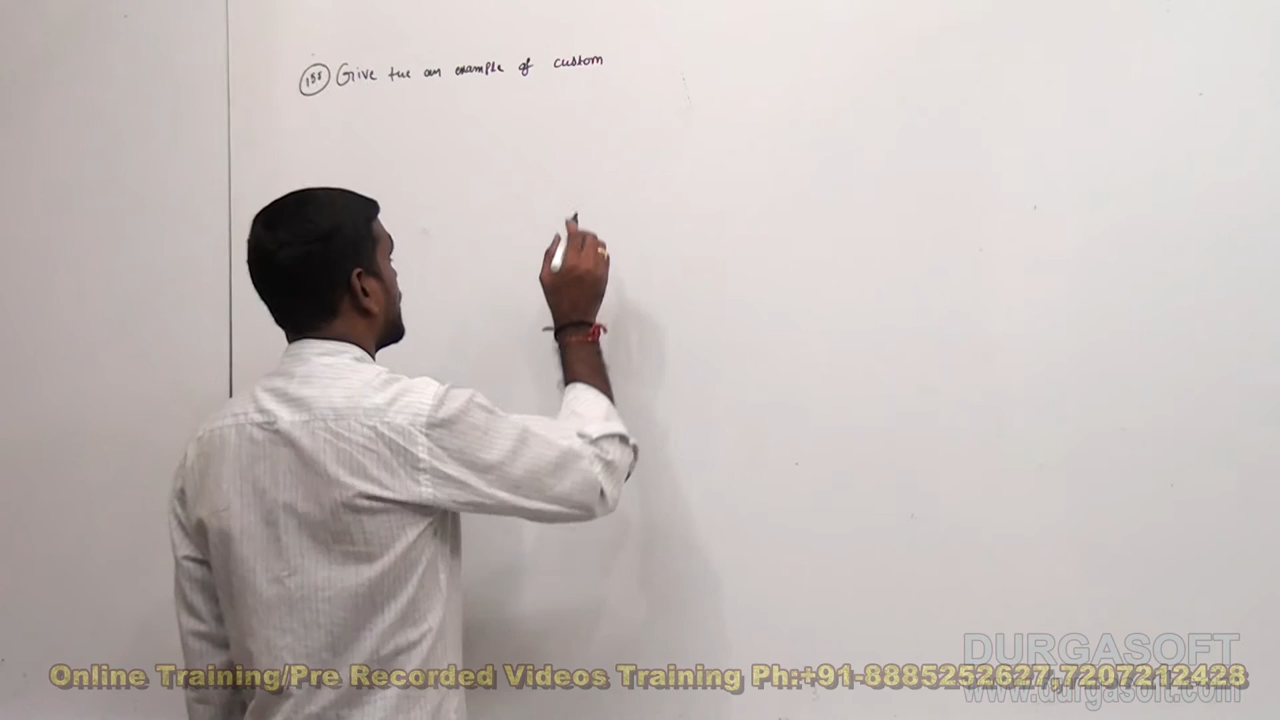 155 Give the an example of custom
DURGASOFT
www.durgasoft.com
Online Training/Pre Recorded Videos Training Ph:+91-8885252627,7207212428